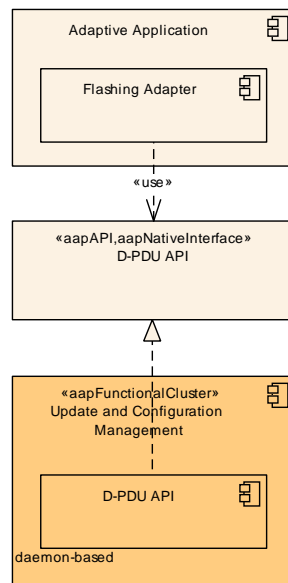 Adaptive Application
Flashing Adapter
«use»
«aapAPI,aapNativeInterface»
D-PDU API
«aapFunctionalCluster»
Update and Configuration
Management
D-PDU API
daemon-based